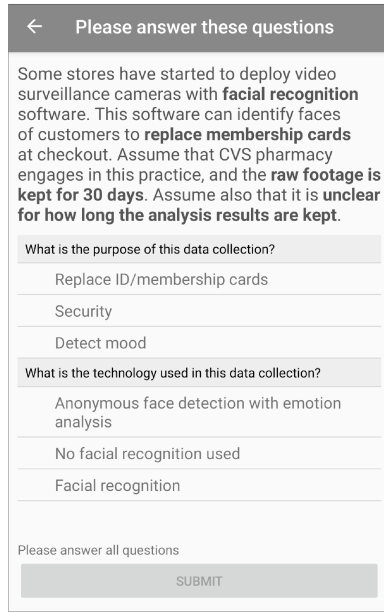 Please answer these questions
Some stores have started to deploy video
surveillance cameras with facial recognition
software. This software can identify faces
of customers to replace membership cards
at checkout. Assume that CVS pharmacy
engages in this practice, and the raw footage is
kept for 30 days. Assume also that it is unclear
for how long the analysis results are kept.
What is the purpose of this data collection?
Replace ID/membership cards
Security
Detect mood
What is the technology used in this data collection?
Anonymous face detection with emotion
analysis
No facial recognition used
Facial recognition
Please answer all questions
SUBMIT